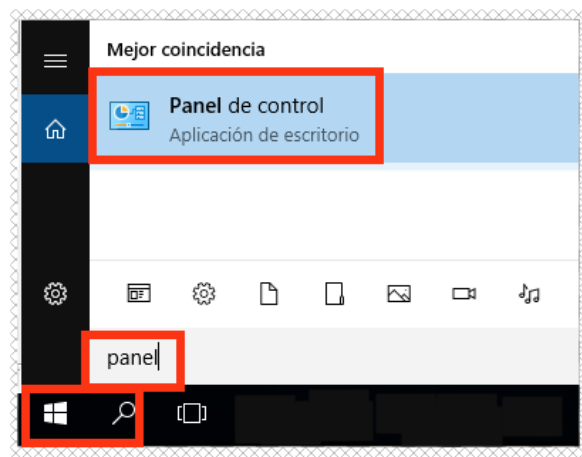 Mejor coincidencia
Panel de control
Aplicación de escritorio
panel